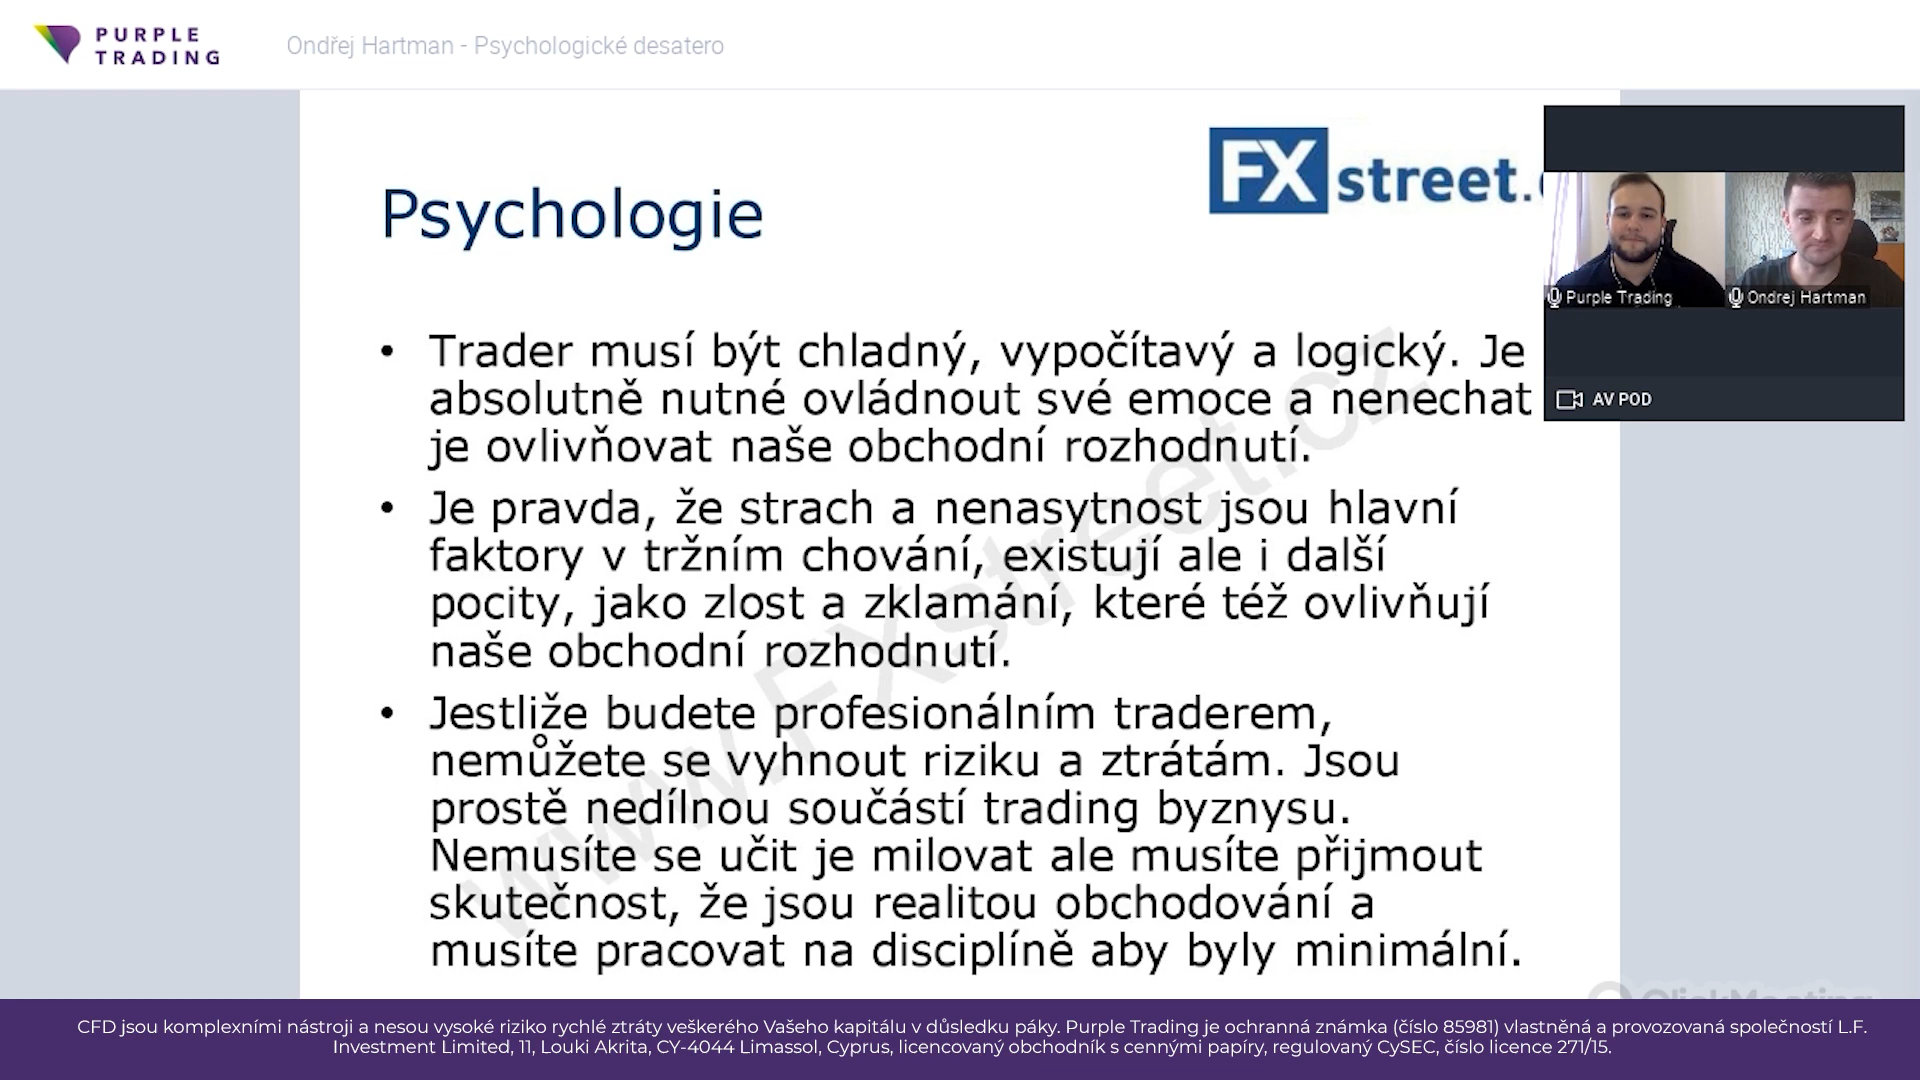 PURPLE
TRADING
Ondřej Hartman - Psychologické desatero
FXstreet.
Psychologie
Purple Trading
Ondrej Hartman
AV POD
• Trader musí být chladný, vypočítavý a logický. Je
absolutně nutné ovládnout své emoce a nenechat
je ovlivňovat naše obchodní rozhodnutí.
• Je pravda, že strach a nenasytnost jsou hlavní
faktory v tržním chování, existují ale i další
pocity, jako zlost a zklamání, které též ovlivňují
naše obchodní rozhodnutí.
• Jestliže budete profesionálním traderem,
nemůžete se vyhnout riziku a ztrátám. Jsou
prostě nedílnou součástí trading byznysu.
Nemusíte se učit je milovat ale musíte přijmout
skutečnost, že jsou realitou obchodování a
musíte pracovat na disciplíně aby byly minimální.
www.FXstreet.cz
ClickMeeting
CFD jsou komplexními nástroji a nesou vysoké riziko rychlé ztráty veškerého Vašeho kapitálu v důsledku páky. Purple Trading je ochranná známka (číslo 85981) vlastněná a provozovaná společností L.F.
Investment Limited, 11, Louki Akrita, CY-4044 Limassol, Cyprus, licencovaný obchodník s cennými papíry, regulovaný CySEC, číslo licence 271/15.